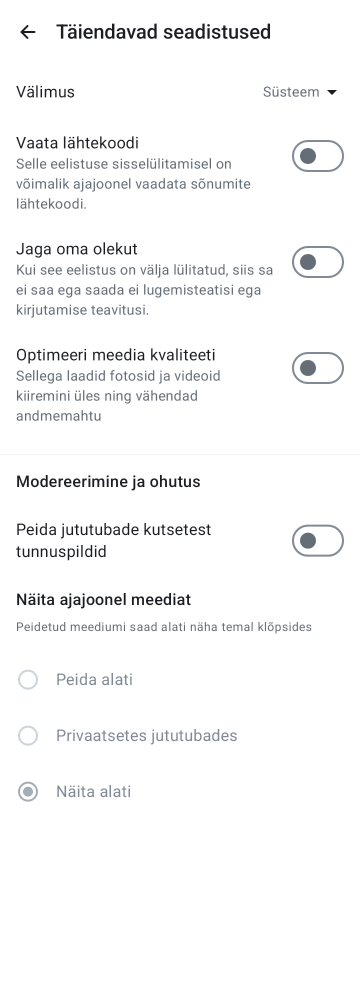 Täiendavad seadistused
Välimus
Süsteem
Vaata lähtekoodi
Selle eelistuse sisselülitamisel on
võimalik ajajoonel vaadata sõnumite
lähtekoodi.
Jaga oma olekut
Kui see eelistus on välja lülitatud, siis sa
ei saa ega saada ei lugemisteatisi ega
kirjutamise teavitusi.
Optimeeri meedia kvaliteeti
Sellega laadid fotosid ja videoid
kiiremini üles ning vähendad
andmemahtu
Modereerimine ja ohutus
Peida jututubade kutsetest
tunnuspildid
Näita ajajoonel meediat
Peidetud meediumi saad alati näha temal klõpsides
Peida alati
Privaatsetes jututubades
Näita alati